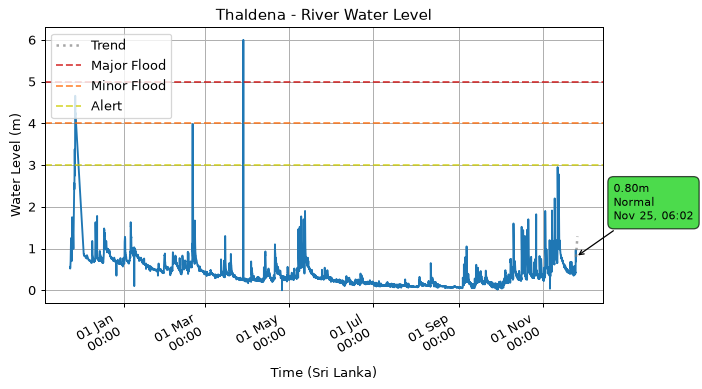 Thaldena - River Water Level
Trend
Major Flood
Minor Flood
Alert
6
5
4
3
2
1
0
Water Level (m)
0.80m
Normal
Nov 25, 06:02
01 Jan
00:00
01 Mar
00:00
01 May
00:00
01 Jul
00:00
01 Sep
00:00
01 Nov
00:00
Time (Sri Lanka)